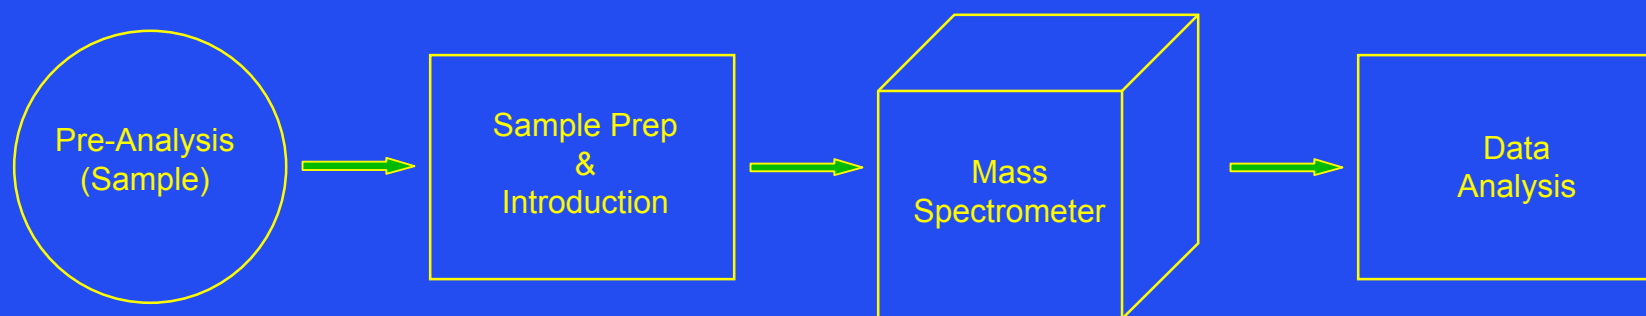 Pre-Analysis
(Sample)
Sample Prep
&
Introduction
Mass
Spectrometer
Data
Analysis